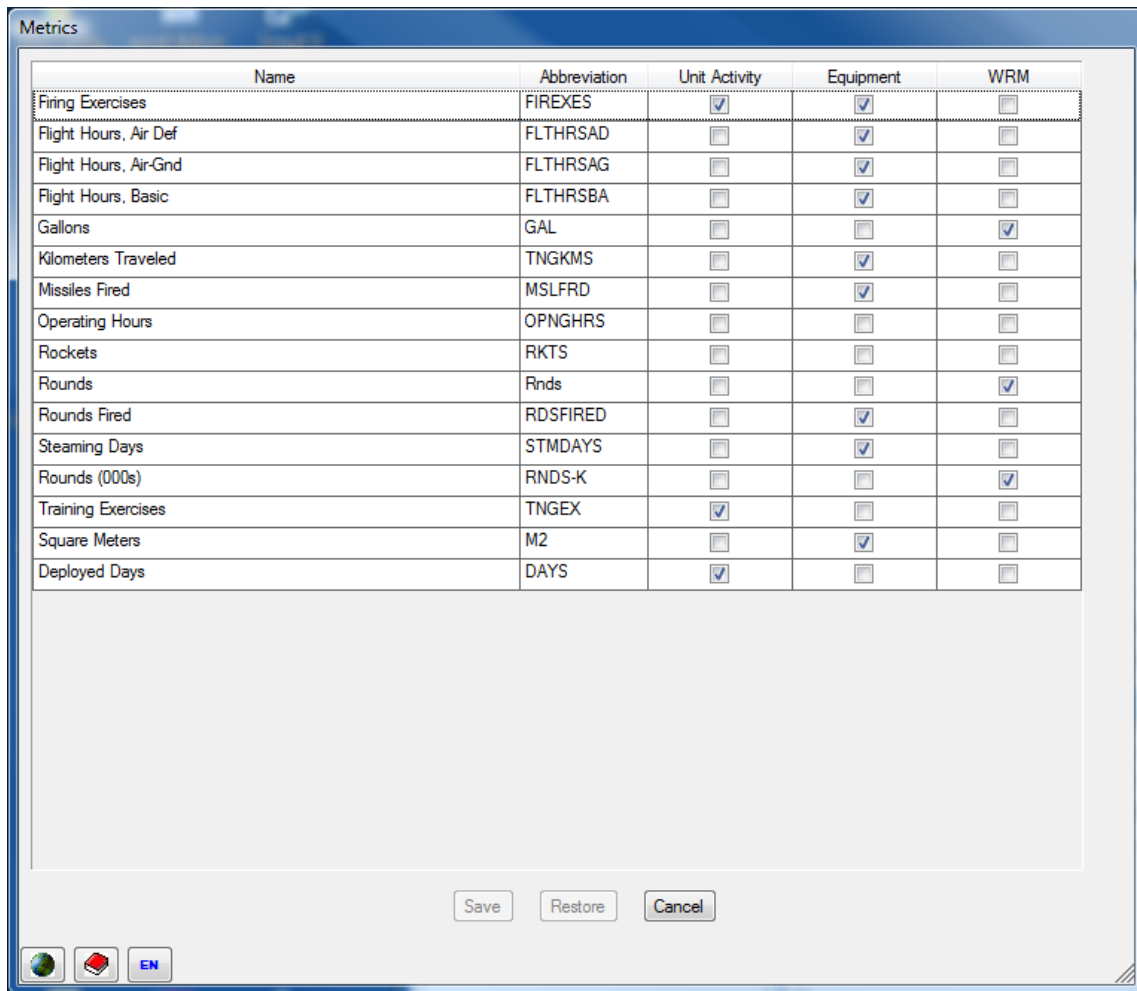 Metrics
Name Abbreviation Unit Activity Equipment WRM
Firing Exercises FIREXES
Flight Hours, Air Def FLTHRSAD
Flight Hours, Air-Gnd FLTHRSAG
Flight Hours, Basic FLTHRSBA
Gallons GAL
Kilometers Traveled TNGKMS
Missiles Fired MSLFRD
Operating Hours OPNGHRS
Rockets RKTS
Rounds Rnds
Rounds Fired RDSFIRED
Steaming Days STMDAYS
Rounds (000s) RNDS-K
Training Exercises TNGEX
Square Meters M2
Deployed Days DAYS
Save Restore Cancel
EN